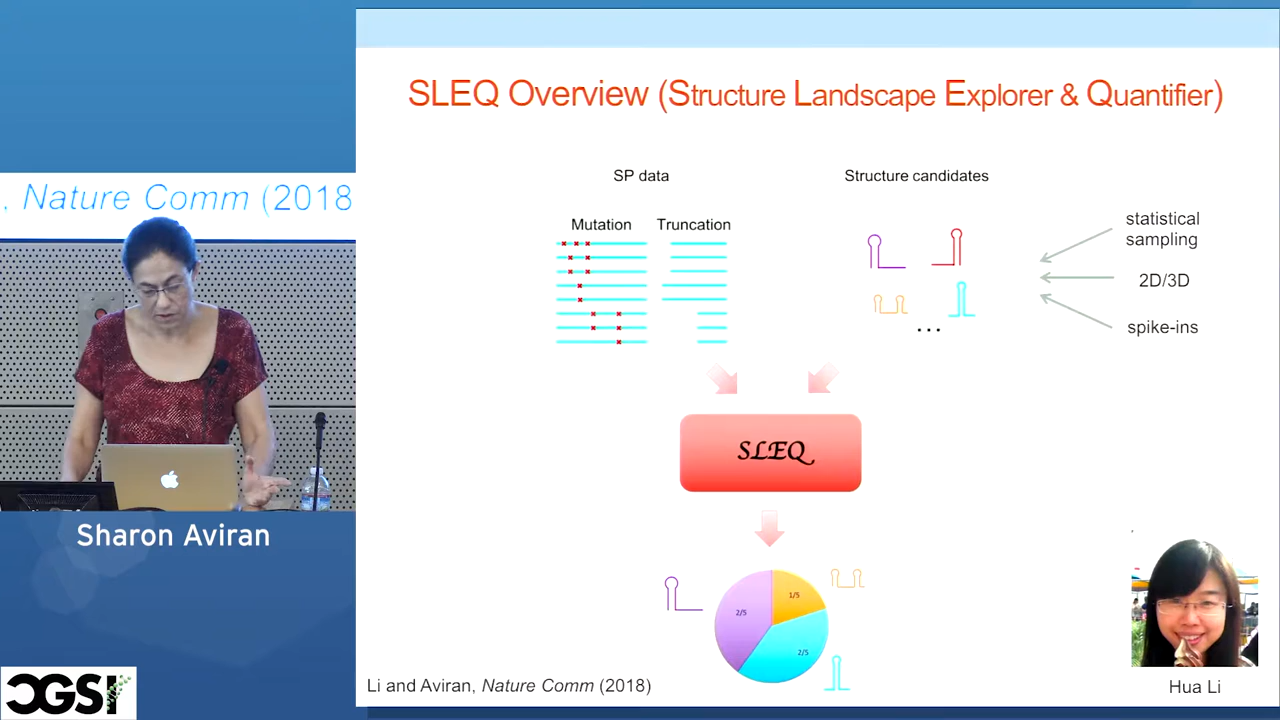 SLEQ Overview (Structure Landscape Explorer & Quantifier)
SP data
Structure candidates
Mutation
Truncation
statistical
sampling
2D/3D
spike-ins
...
SLEQ
2/5
1/5
2/5
Li and Aviran, Nature Comm (2018)
Hua Li
. Nature Comm (2018
Sharon Aviran
CGSI